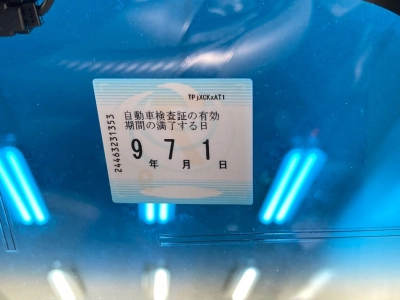 TPjXCKxAT1
自動車検査証の有効
期間の満了する日
9 7 1
年 月 日
24463231353